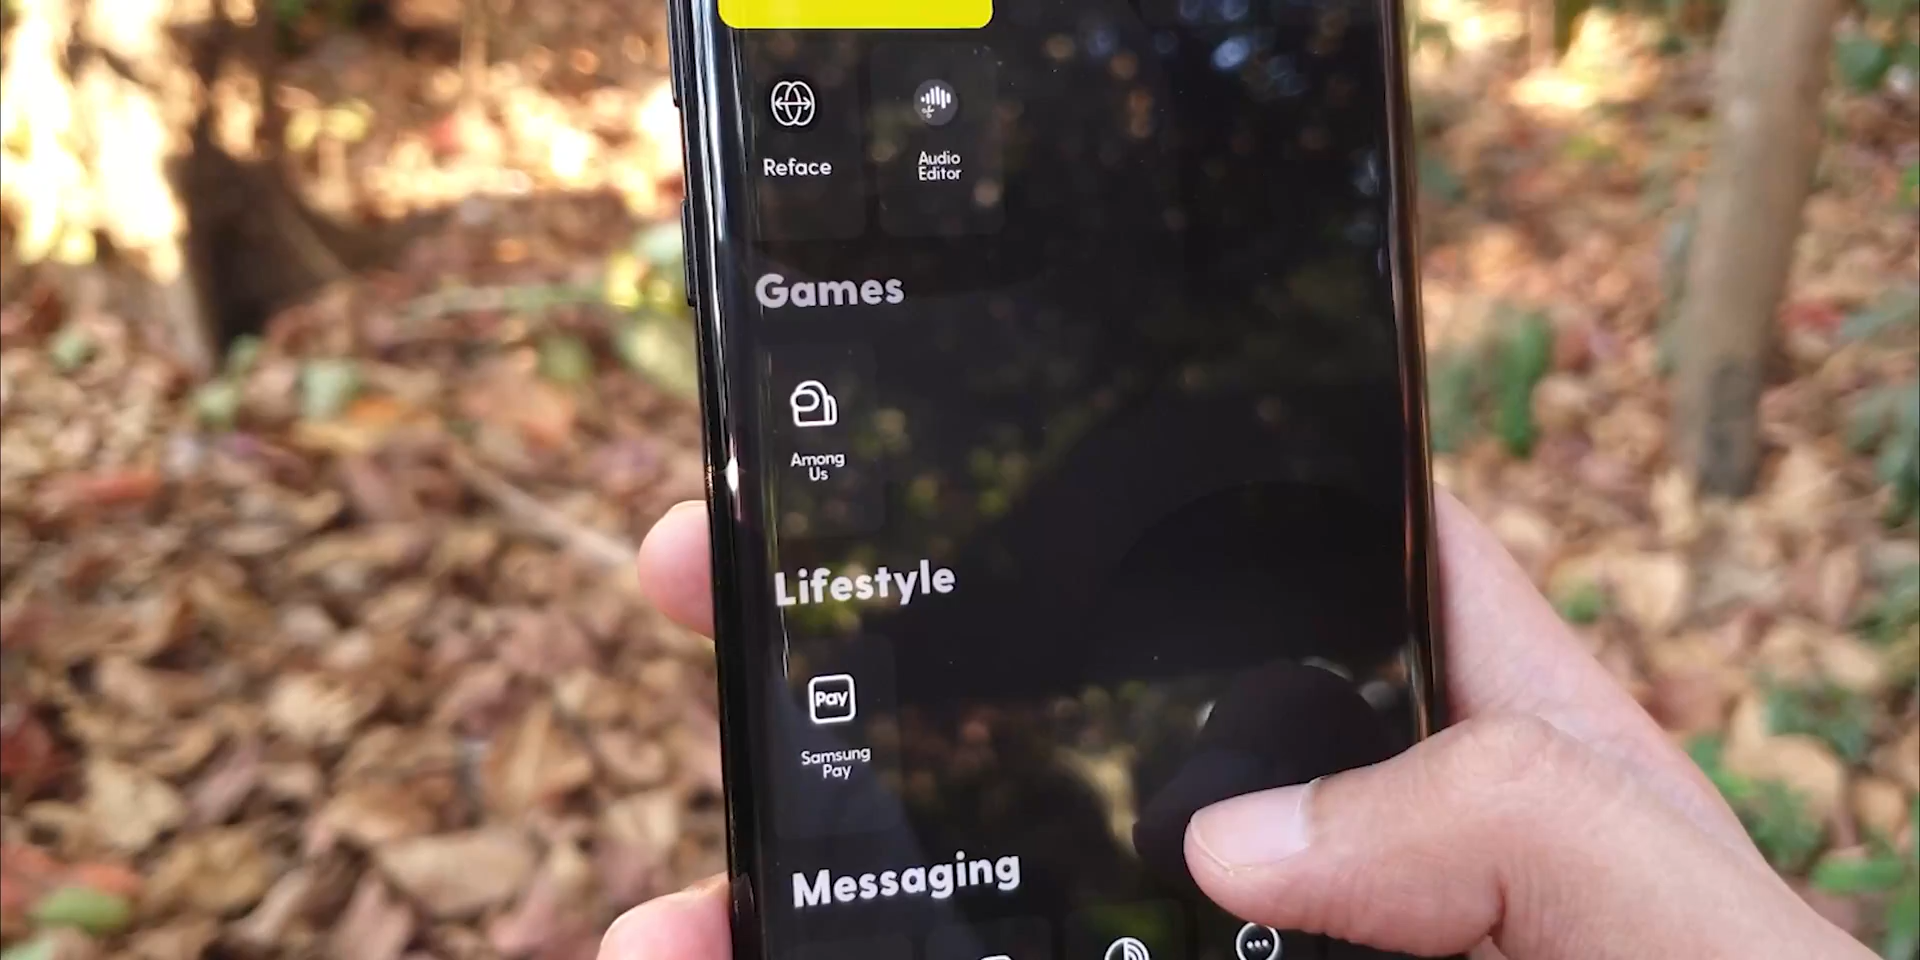 Reface
Audio
Editor
Games
Among
Us
Lifestyle
Pay
Samsung
Pay
Messaging